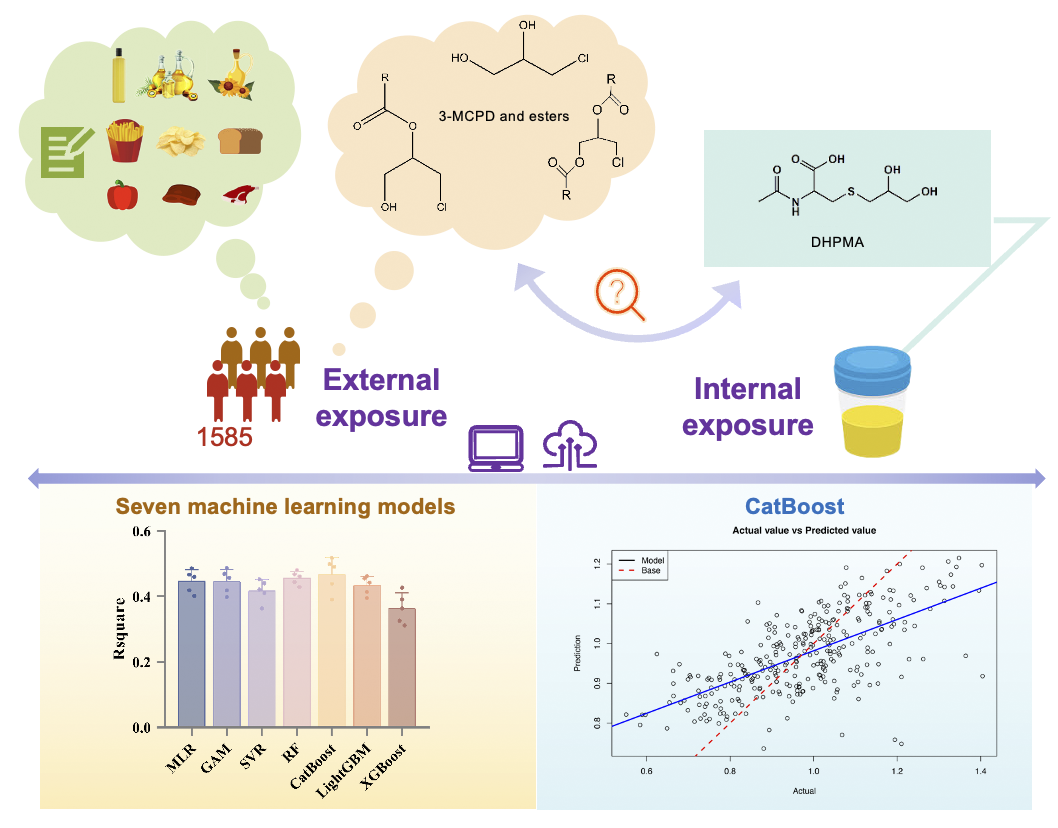 OH
HO
Cl
R
O
O
3-MCPD and esters
OH
Cl
R
O
O
Cl
O
O
R
O
OH
O
N
H
S
OH
OH
DHPMA
?
External
exposure
1585
Internal
exposure
Seven machine learning models
Rsquare
0.6
0.4
0.2
0.0
MLR
GAM
SVR
RF
CatBoost
LightGBM
XGBoost
CatBoost
Actual value vs Predicted value
Model
Base
Prediction
1.2
1.1
1.0
0.9
0.8
0.6
0.8
1.0
1.2
1.4
Actual